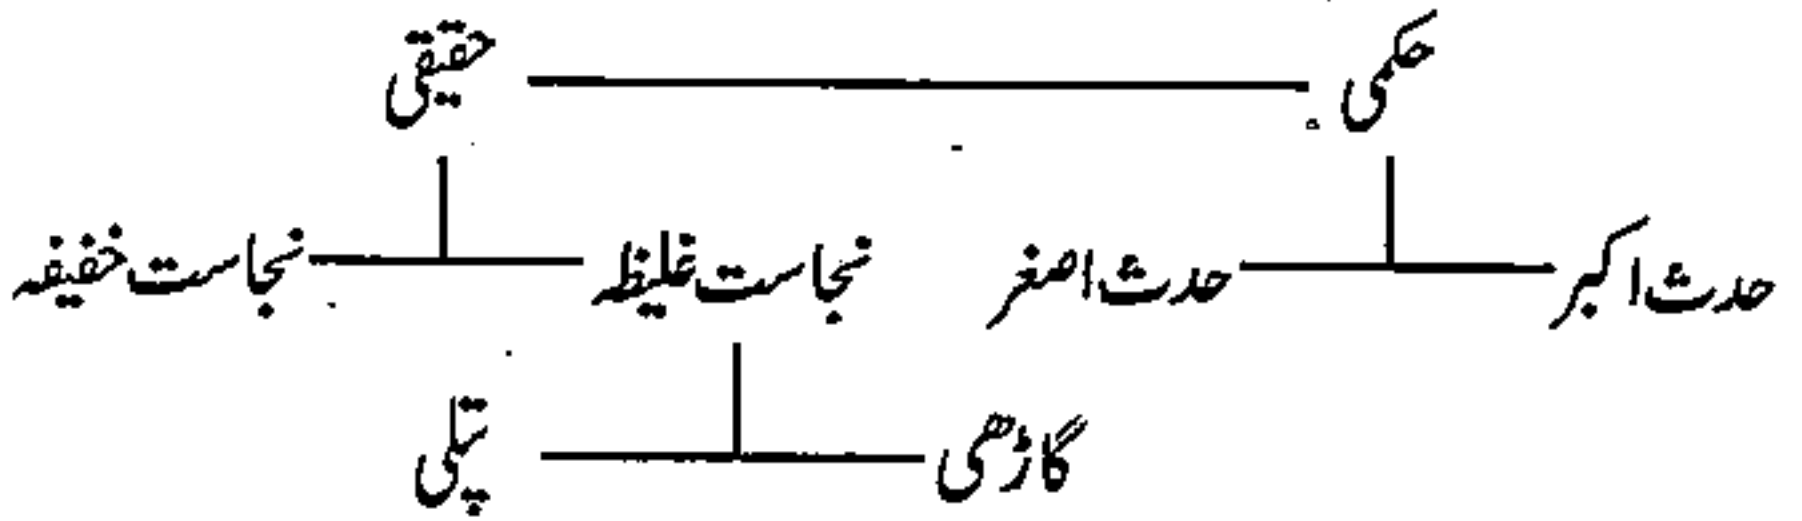 حکمی حقیقی
حدث اکبر حدث اصغر نجاست غلیظہ نجاست خفیفہ
گاڑھی پتلی